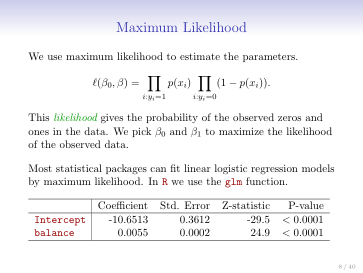 Maximum Likelihood
We use maximum likelihood to estimate the parameters.
ℓ(β₀, β) = ∏ p(xᵢ) ∏ (1 − p(xᵢ)).
i:yᵢ=1 i:yᵢ=0
This likelihood gives the probability of the observed zeros and
ones in the data. We pick β₀ and β₁ to maximize the likelihood
of the observed data.
Most statistical packages can fit linear logistic regression models
by maximum likelihood. In R we use the glm function.
Coefficient Std. Error Z-statistic P-value
Intercept -10.6513 0.3612 -29.5 < 0.0001
balance 0.0055 0.0002 24.9 < 0.0001
8 / 40